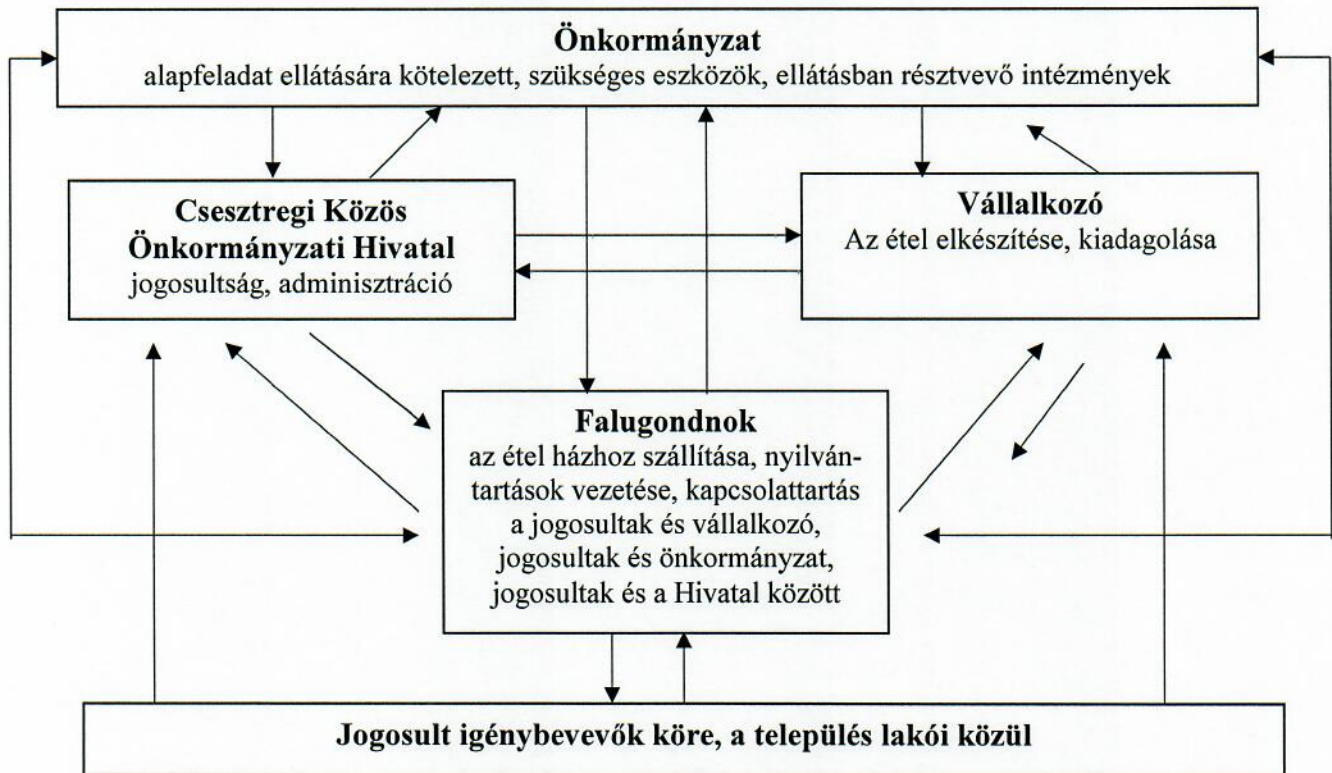 Önkormányzat
alapfeladat ellátására kötelezett, szükséges eszközök, ellátásban résztvevő intézmények
Csesztregi Közös
Önkormányzati Hivatal
jogosultság, adminisztráció
Vállalkozó
Az étel elkészítése, kiadagolása
Falugondnok
az étel házhoz szállítása, nyilván-
tartások vezetése, kapcsolattartás
a jogosultak és vállalkozó,
jogosultak és önkormányzat,
jogosultak és a Hivatal között
Jogosult igénybevevők köre, a település lakói közül